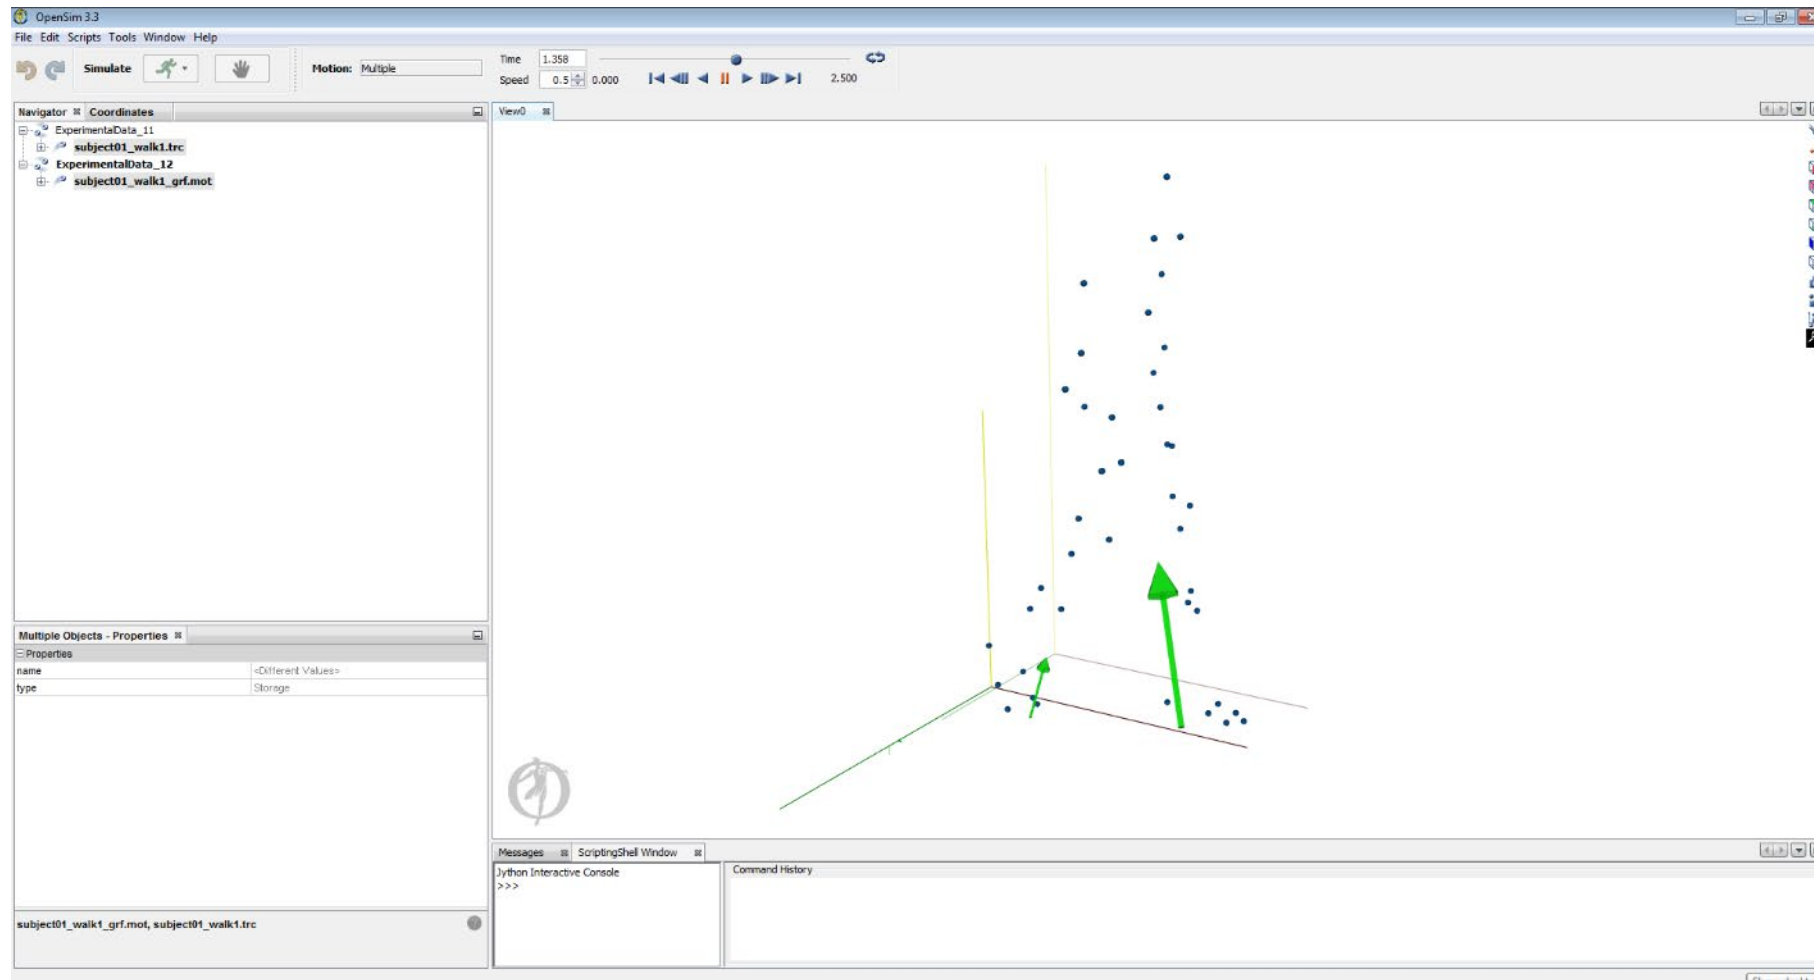 OpenSim 3.3
File Edit Scripts Tools Window Help
Simulate
Motion: Multiple
Time 1.358
Speed 0.5 0.000 2.500
Navigator Coordinates
ExperimentalData_11
subject01_walk1.trc
ExperimentalData_12
subject01_walk1_grf.mot
View0
Multiple Objects - Properties
Properties
name <Different Values>
type Storage
subject01_walk1_grf.mot, subject01_walk1.trc
Messages ScriptingShell Window
Jython Interactive Console
>>>
Command History